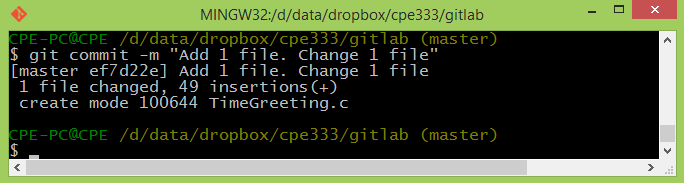 MINGW32:/d/data/dropbox/cpe333/gitlab
CPE-PC@CPE /d/data/dropbox/cpe333/gitlab (master)
$ git commit -m "Add 1 file. Change 1 file"
[master ef7d22e] Add 1 file. Change 1 file
 1 file changed, 49 insertions(+)
 create mode 100644 TimeGreeting.c
CPE-PC@CPE /d/data/dropbox/cpe333/gitlab (master)
$